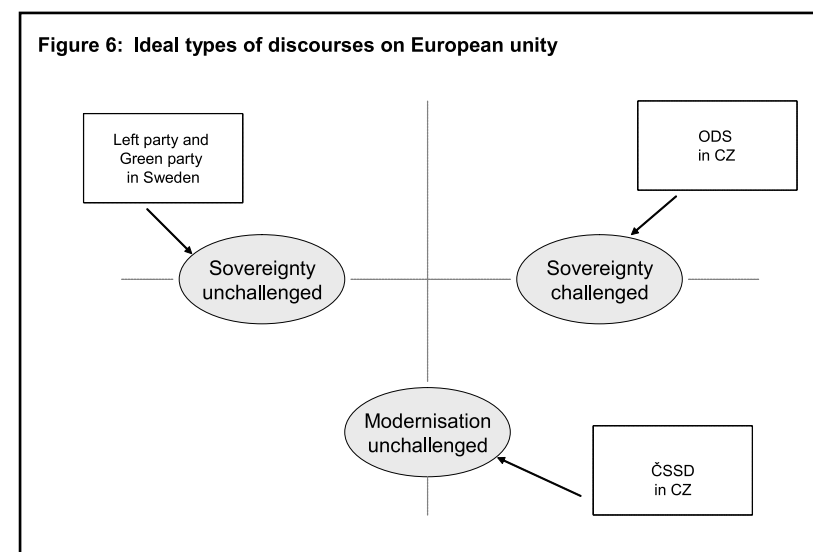 Figure 6: Ideal types of discourses on European unity
Left party and
Green party
in Sweden
ODS
in CZ
Sovereignty
unchallenged
Sovereignty
challenged
Modernisation
unchallenged
ČSSD
in CZ